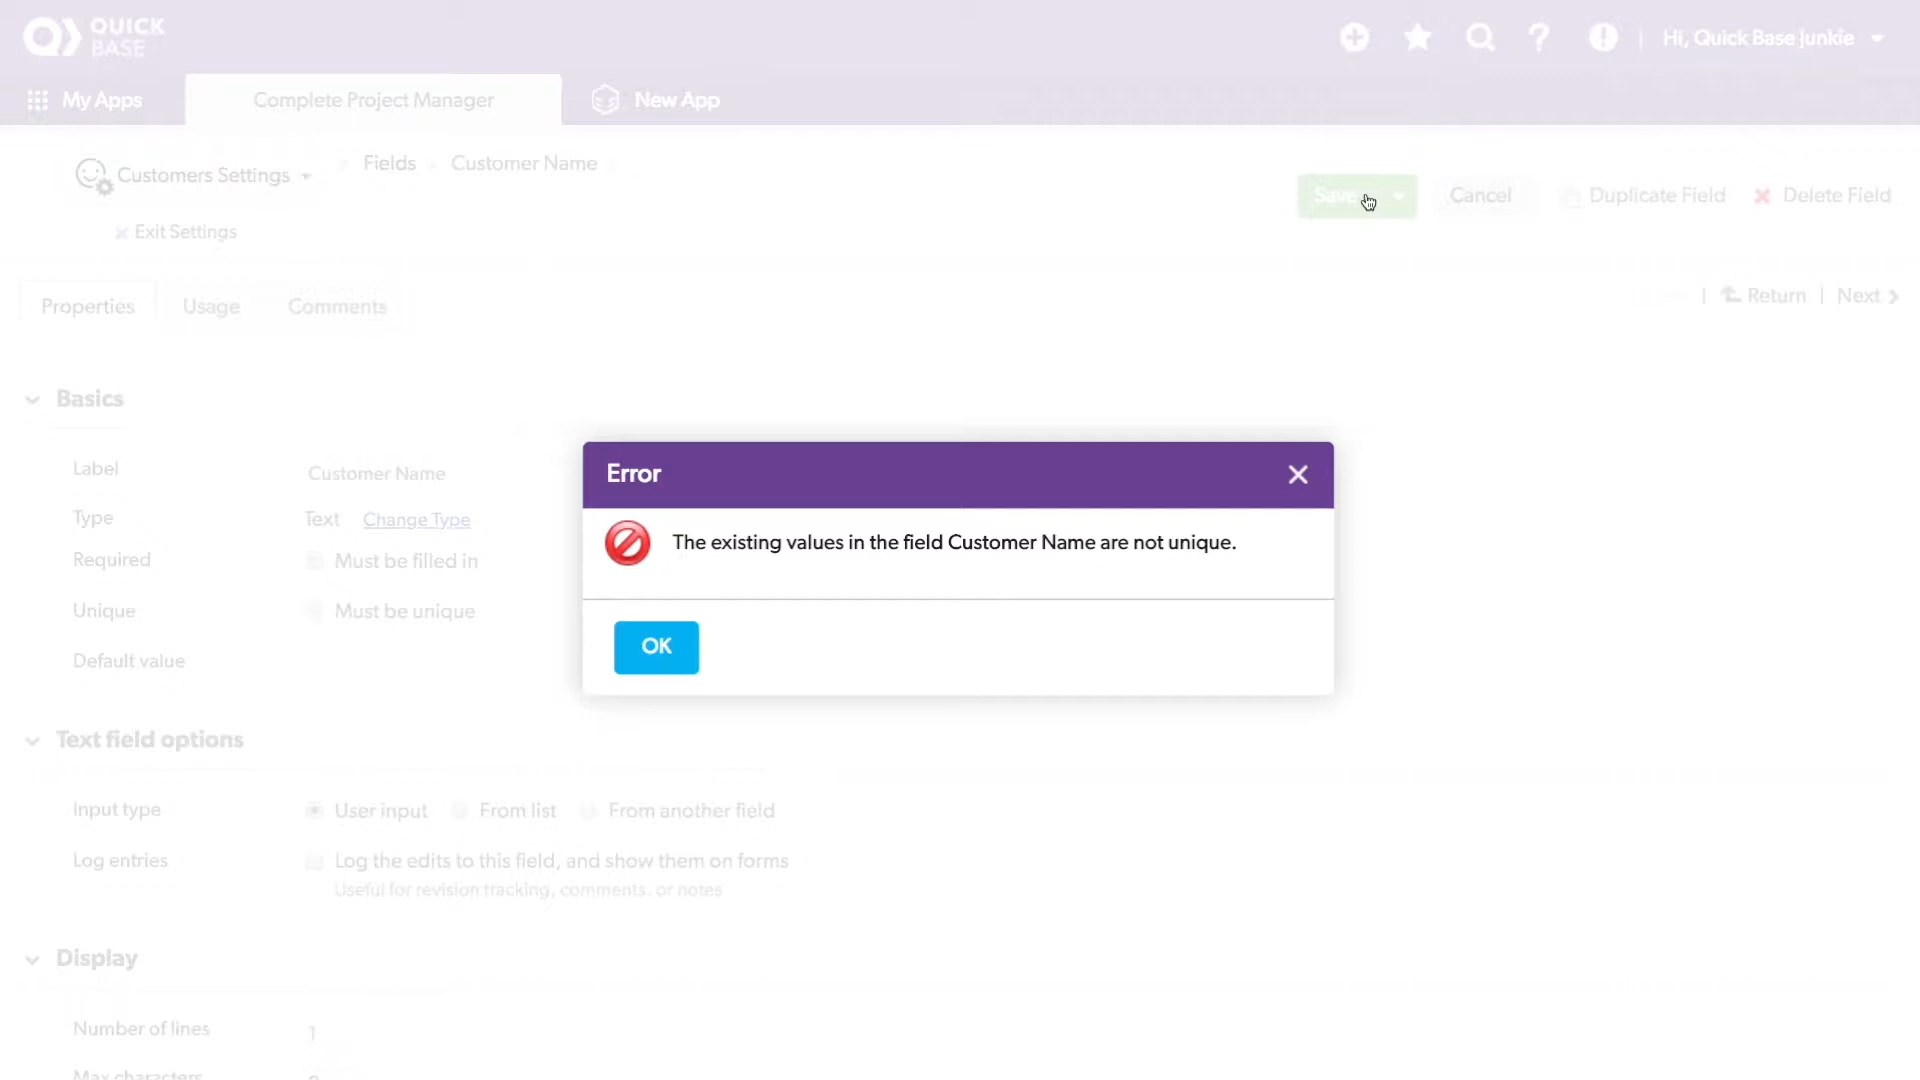 QUICK
BASE
Hi, Quick Base Junkie
My Apps
Complete Project Manager
New App
Customers Settings
Fields
Customer Name
Save
Cancel
Duplicate Field
Delete Field
Exit Settings
Properties
Usage
Comments
Return
Next
Basics
Label
Customer Name
Type
Text
Change Type
Required
Must be filled in
Unique
Must be unique
Default value
Error
The existing values in the field Customer Name are not unique.
OK
Text field options
Input type
User input
From list
From another field
Log entries
Log the edits to this field, and show them on forms
Useful for revision tracking, comments, or notes
Display
Number of lines
1
Max characters